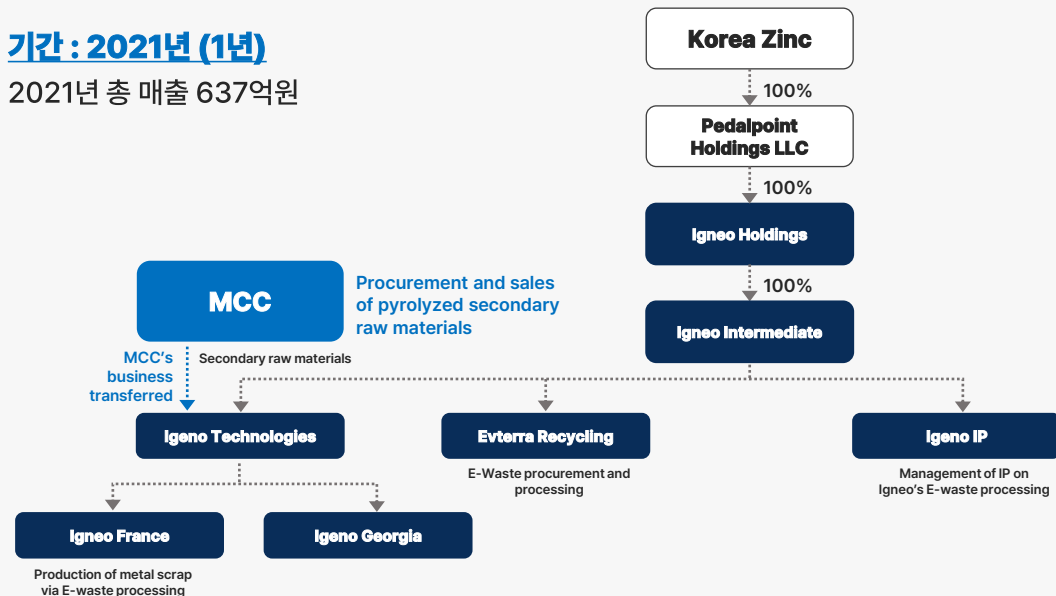 기간 : 2021년 (1년)
2021년 총 매출 637억원
Korea Zinc
100%
Pedalpoint
Holdings LLC
100%
Igneo Holdings
100%
Igneo Intermediate
MCC
Procurement and sales
of pyrolyzed secondary
raw materials
MCC's
business
transferred
Secondary raw materials
Igeno Technologies
Evterra Recycling
E-Waste procurement and
processing
Igeno IP
Management of IP on
Igneo's E-waste processing
Igneo France
Production of metal scrap
via E-waste processing
Igeno Georgia